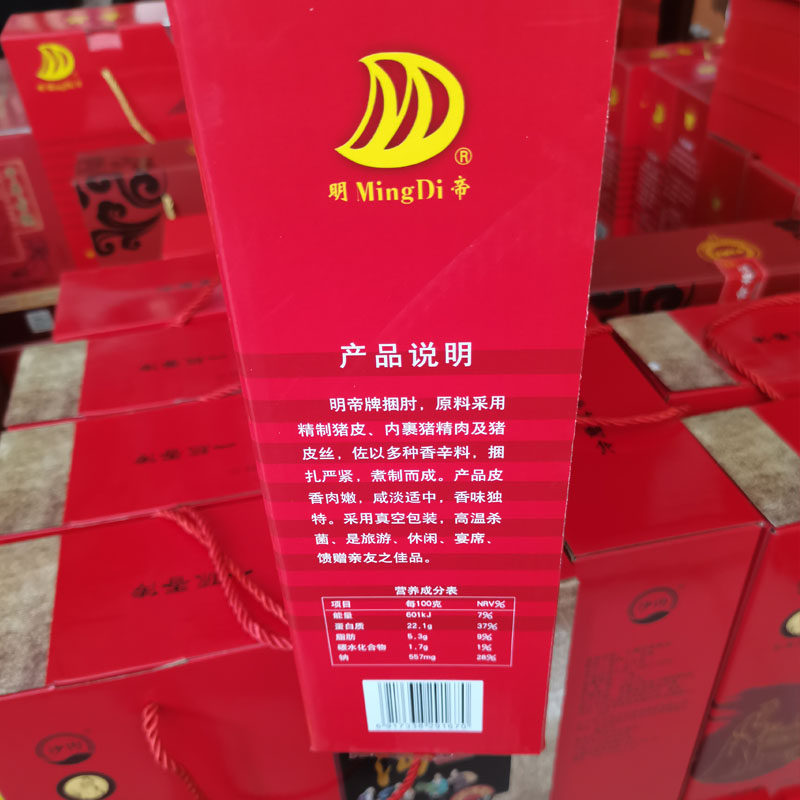 明 MingDi 帝
®
产品说明
明帝牌捆肘，原料采用
精制猪皮、内裹猪精肉及猪
皮丝，佐以多种香辛料，捆
扎严紧，煮制而成。产品皮
香肉嫩，咸淡适中，香味独
特。采用真空包装，高温杀
菌、是旅游、休闲、宴席、
馈赠亲友之佳品。
营养成分表
项目 每100克 NRV%
能量 601kJ 7%
蛋白质 22.1g 37%
脂肪 5.3g 9%
碳水化合物 1.7g 1%
钠 557mg 28%
明 MingDi 帝